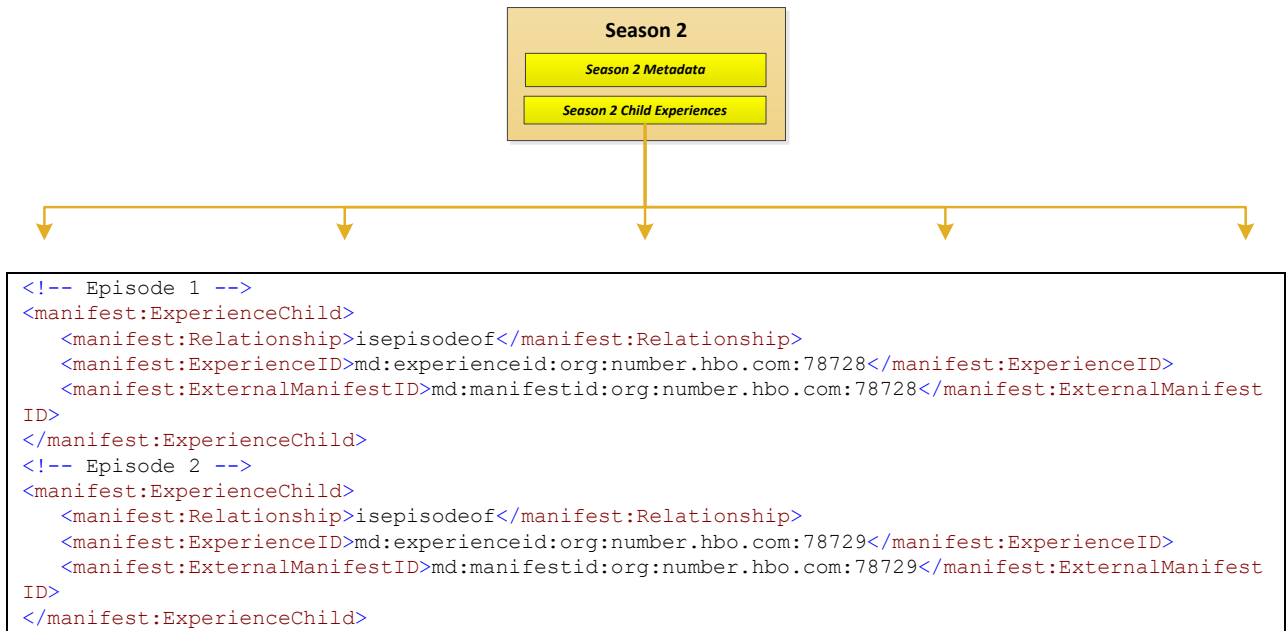 Season 2
Season 2 Metadata
Season 2 Child Experiences
<!-- Episode 1 -->
<manifest:ExperienceChild>
   <manifest:Relationship>isepisodeof</manifest:Relationship>
   <manifest:ExperienceID>md:experienceid:org:number.hbo.com:78728</manifest:ExperienceID>
   <manifest:ExternalManifestID>md:manifestid:org:number.hbo.com:78728</manifest:ExternalManifest
ID>
</manifest:ExperienceChild>
<!-- Episode 2 -->
<manifest:ExperienceChild>
   <manifest:Relationship>isepisodeof</manifest:Relationship>
   <manifest:ExperienceID>md:experienceid:org:number.hbo.com:78729</manifest:ExperienceID>
   <manifest:ExternalManifestID>md:manifestid:org:number.hbo.com:78729</manifest:ExternalManifest
ID>
</manifest:ExperienceChild>